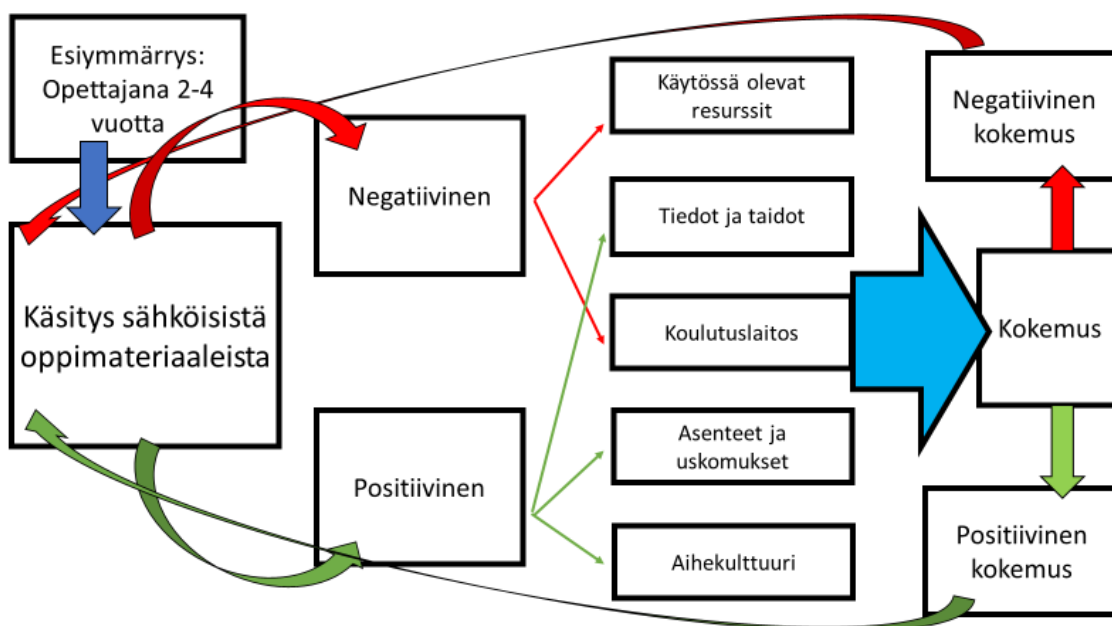 Esiymmärrys:
Opettajana 2-4
vuotta
Käsitys sähköisistä
oppimateriaaleista
Negatiivinen
Positiivinen
Käytössä olevat
resurssit
Tiedot ja taidot
Koulutuslaitos
Asenteet ja
uskomukset
Aihekulttuuri
Negatiivinen
kokemus
Kokemus
Positiivinen
kokemus